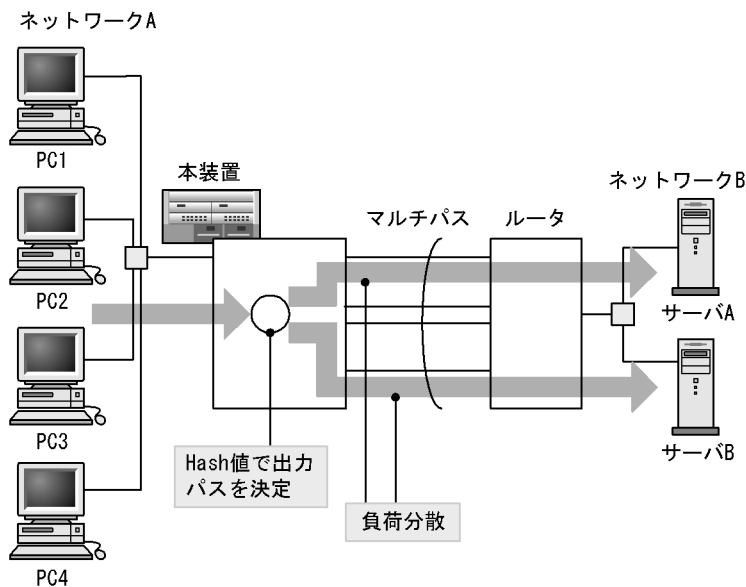 ネットワークA
PC1
本装置
ネットワークB
マルチパス
ルータ
PC2
サーバA
PC3
サーバB
Hash値で出力
パスを決定
負荷分散
PC4